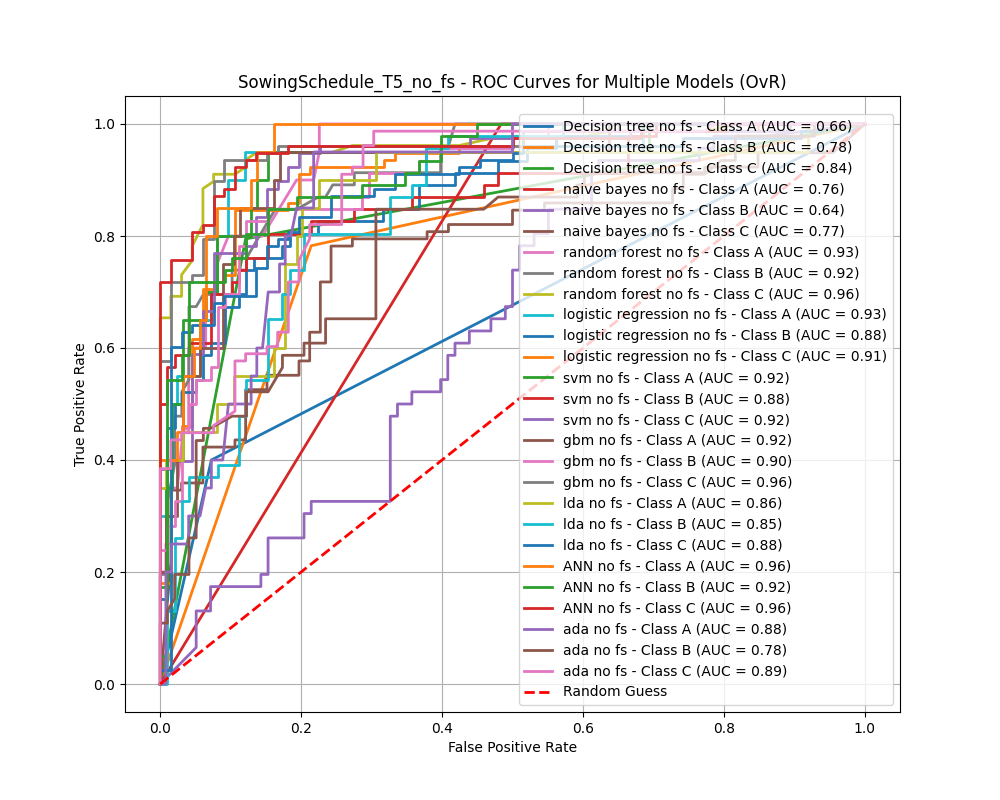 SowingSchedule_T5_no_fs - ROC Curves for Multiple Models (OvR)
True Positive Rate
1.0
0.8
0.6
0.4
0.2
0.0
Decision tree no fs - Class A (AUC = 0.66)
Decision tree no fs - Class B (AUC = 0.78)
Decision tree no fs - Class C (AUC = 0.84)
naive bayes no fs - Class A (AUC = 0.76)
naive bayes no fs - Class B (AUC = 0.64)
naive bayes no fs - Class C (AUC = 0.77)
random forest no fs - Class A (AUC = 0.93)
random forest no fs - Class B (AUC = 0.92)
random forest no fs - Class C (AUC = 0.96)
logistic regression no fs - Class A (AUC = 0.93)
logistic regression no fs - Class B (AUC = 0.88)
logistic regression no fs - Class C (AUC = 0.91)
svm no fs - Class A (AUC = 0.92)
svm no fs - Class B (AUC = 0.88)
svm no fs - Class C (AUC = 0.92)
gbm no fs - Class A (AUC = 0.92)
gbm no fs - Class B (AUC = 0.90)
gbm no fs - Class C (AUC = 0.96)
lda no fs - Class A (AUC = 0.86)
lda no fs - Class B (AUC = 0.85)
lda no fs - Class C (AUC = 0.88)
ANN no fs - Class A (AUC = 0.96)
ANN no fs - Class B (AUC = 0.92)
ANN no fs - Class C (AUC = 0.96)
ada no fs - Class A (AUC = 0.88)
ada no fs - Class B (AUC = 0.78)
ada no fs - Class C (AUC = 0.89)
Random Guess
0.0
0.2
0.4
0.6
0.8
1.0
False Positive Rate